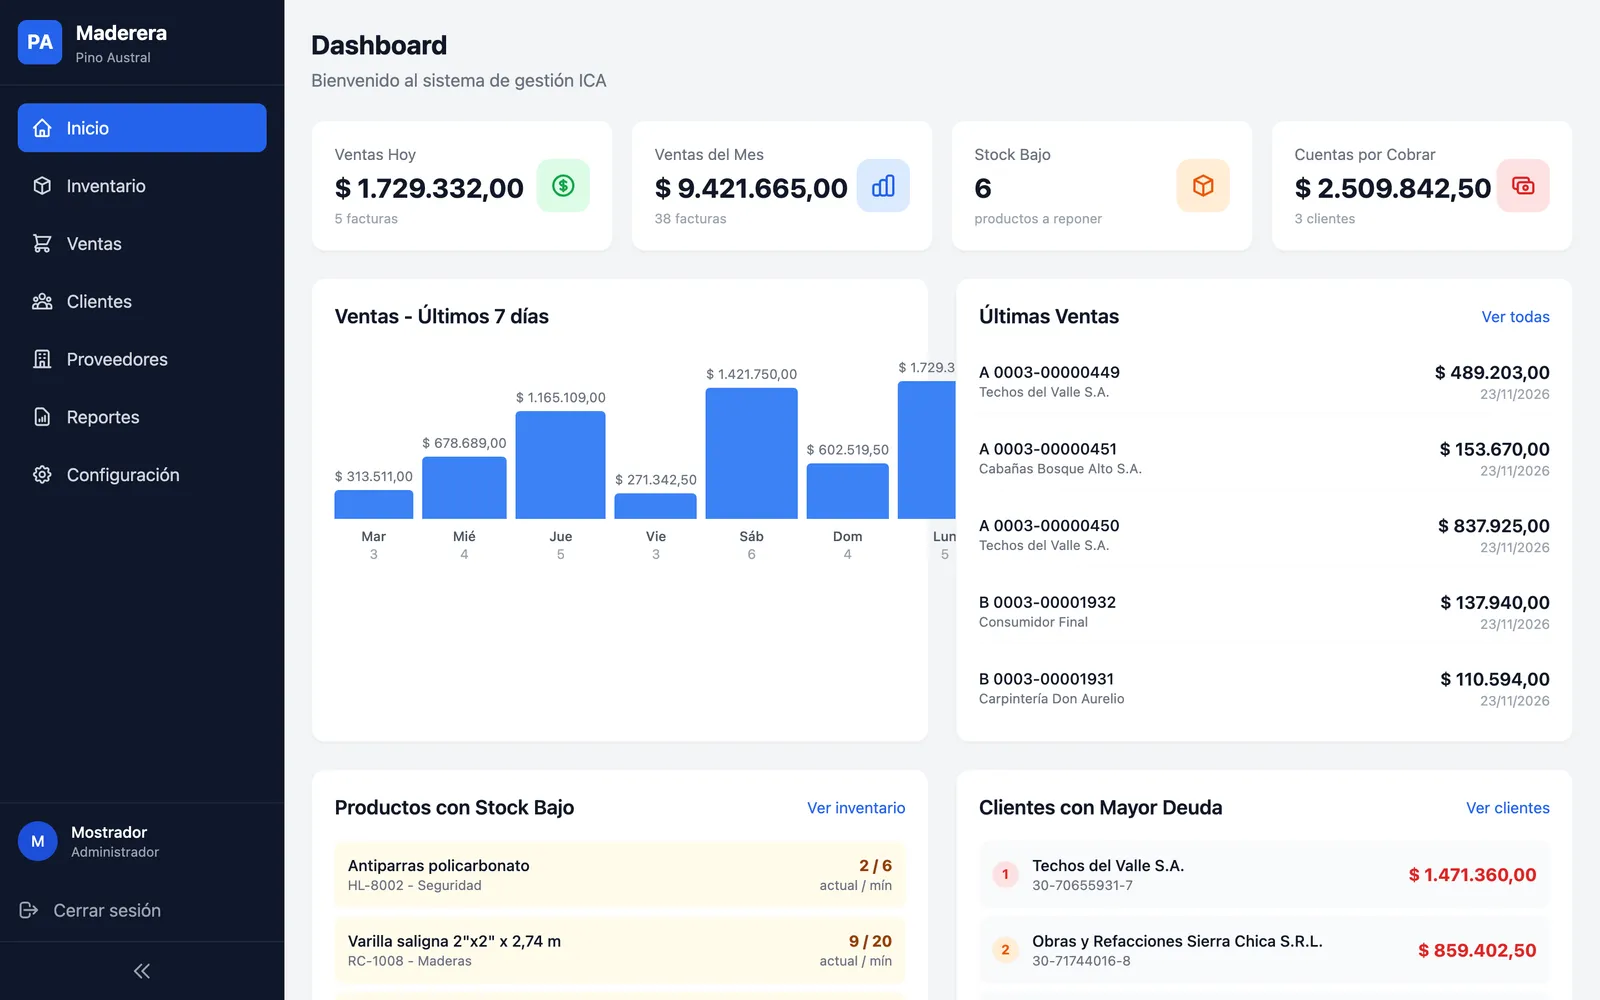 PA
Maderera
Pino Austral
Inicio
Inventario
Ventas
Clientes
Proveedores
Reportes
Configuración
M
Mostrador
Administrador
Cerrar sesión
Dashboard
Bienvenido al sistema de gestión ICA
Ventas Hoy
$ 1.729.332,00
5 facturas
Ventas del Mes
$ 9.421.665,00
38 facturas
Stock Bajo
6
productos a reponer
Cuentas por Cobrar
$ 2.509.842,50
3 clientes
Ventas - Últimos 7 días
$ 313.511,00
$ 678.689,00
$ 1.165.109,00
$ 271.342,50
$ 1.421.750,00
$ 602.519,50
$ 1.729.3
Mar
3
Mié
4
Jue
5
Vie
3
Sáb
6
Dom
4
Lun
5
Últimas Ventas
Ver todas
A 0003-00000449
$ 489.203,00
Techos del Valle S.A.
23/11/2026
A 0003-00000451
$ 153.670,00
Cabañas Bosque Alto S.A.
23/11/2026
A 0003-00000450
$ 837.925,00
Techos del Valle S.A.
23/11/2026
B 0003-00001932
$ 137.940,00
Consumidor Final
23/11/2026
B 0003-00001931
$ 110.594,00
Carpintería Don Aurelio
23/11/2026
Productos con Stock Bajo
Ver inventario
Antiparras policarbonato
2 / 6
HL-8002 - Seguridad
actual / mín
Varilla saligna 2"x2" x 2,74 m
9 / 20
RC-1008 - Maderas
actual / mín
Clientes con Mayor Deuda
Ver clientes
1
Techos del Valle S.A.
30-70655931-7
$ 1.471.360,00
2
Obras y Refacciones Sierra Chica S.R.L.
30-71744016-8
$ 859.402,50